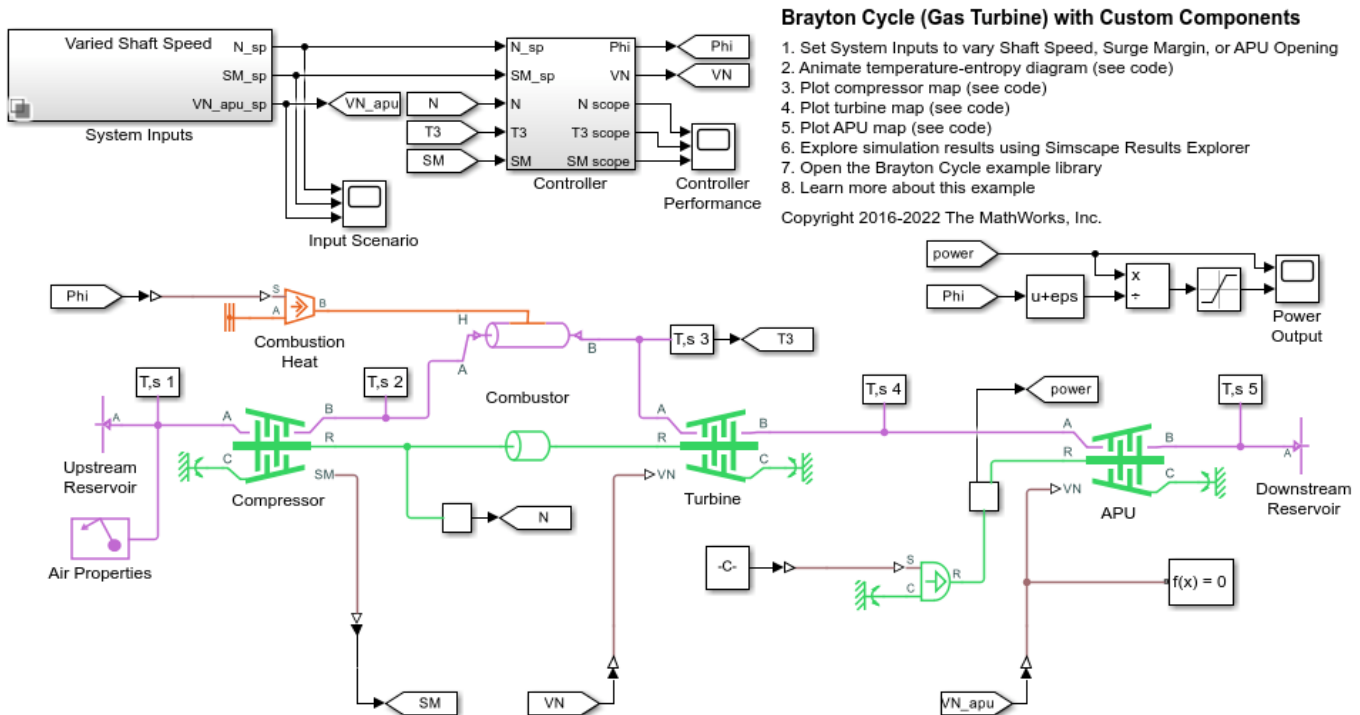 Brayton Cycle (Gas Turbine) with Custom Components
1. Set System Inputs to vary Shaft Speed, Surge Margin, or APU Opening
2. Animate temperature-entropy diagram (see code)
3. Plot compressor map (see code)
4. Plot turbine map (see code)
5. Plot APU map (see code)
6. Explore simulation results using Simscape Results Explorer
7. Open the Brayton Cycle example library
8. Learn more about this example
Copyright 2016-2022 The MathWorks, Inc.
Varied Shaft Speed
N_sp
SM_sp
VN_apu_sp
System Inputs
VN_apu
N
T3
SM
N_sp
SM_sp
N
T3
SM
Phi
VN
N scope
T3 scope
SM scope
Controller
Phi
VN
Controller
Performance
Input Scenario
power
Phi
u+eps
x
÷
Power
Output
Phi
S
A
B
Combustion
Heat
H
A
B
Combustor
T,s 3
T3
T,s 1
T,s 2
T,s 4
power
T,s 5
A
Upstream
Reservoir
A
B
R
C
SM
Compressor
A
B
R
C
VN
Turbine
A
B
R
C
VN
APU
A
Downstream
Reservoir
Air Properties
N
-C-
S
C
R
f(x) = 0
SM
VN
VN_apu